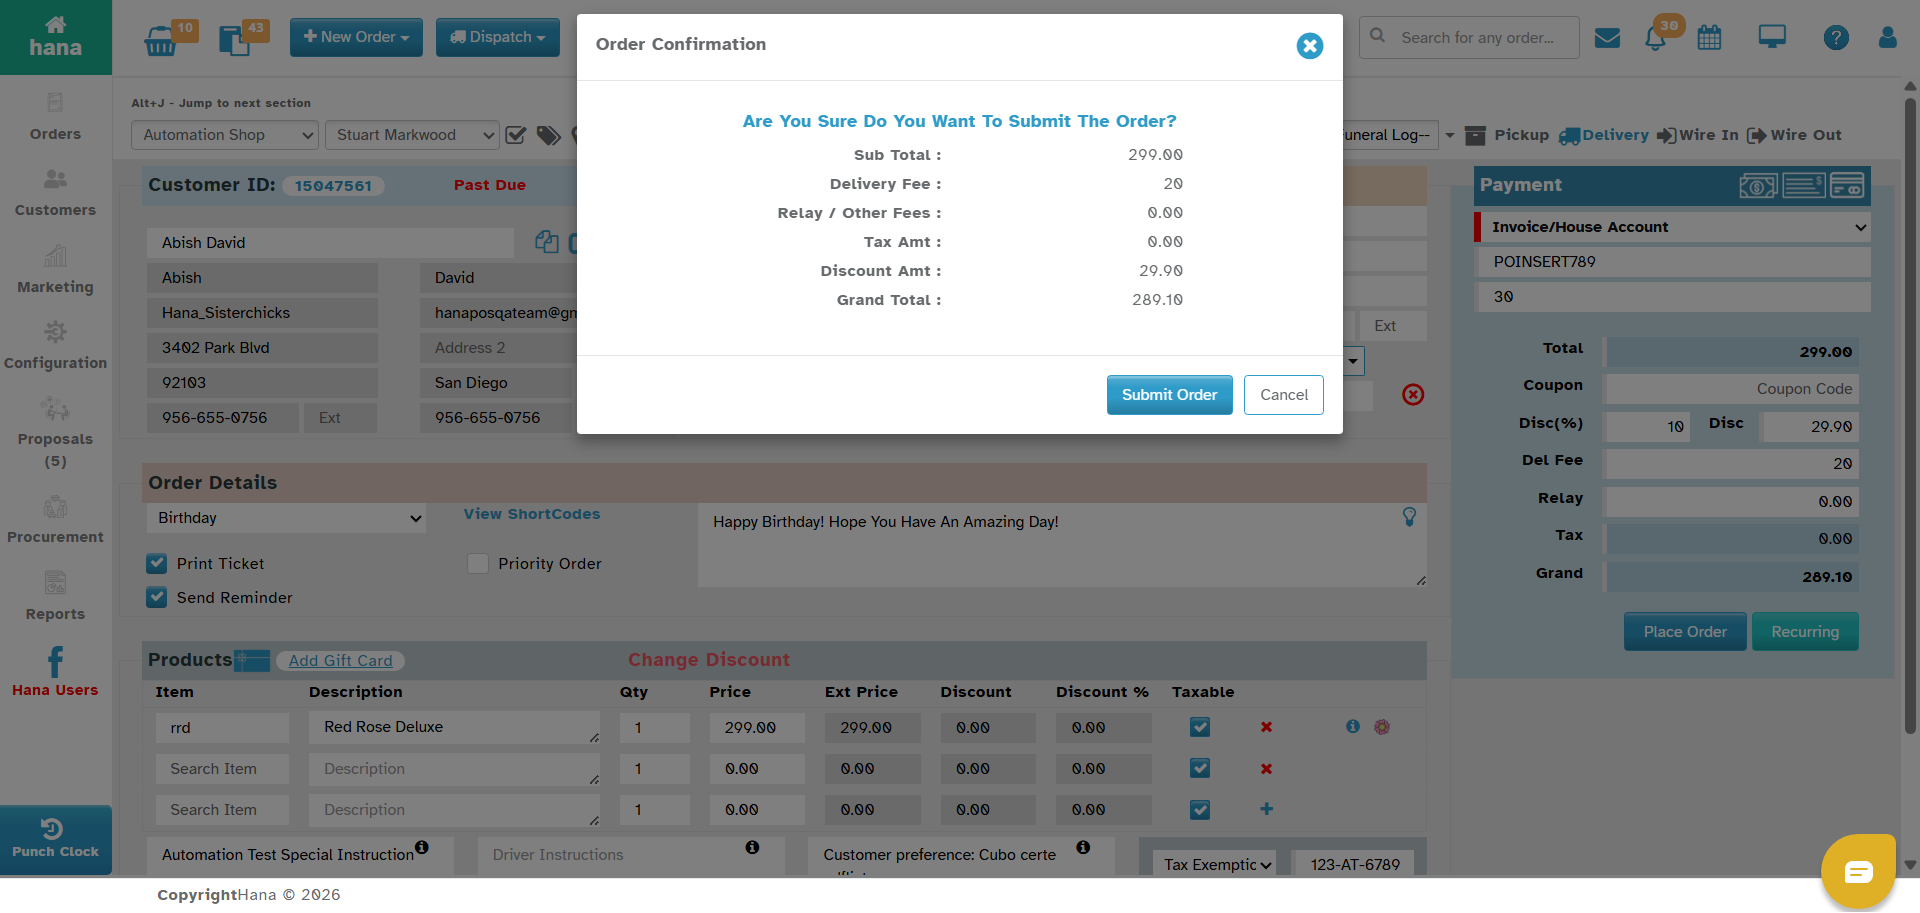 hana
10
43
New Order
Dispatch
Search for any order...
30
Order Confirmation
Are You Sure Do You Want To Submit The Order?
Sub Total : 299.00
Delivery Fee : 20
Relay / Other Fees : 0.00
Tax Amt : 0.00
Discount Amt : 29.90
Grand Total : 289.10
Submit Order
Cancel
Orders
Customers
Marketing
Configuration
Proposals
(5)
Procurement
Reports
Hana Users
Punch Clock
Alt+J - Jump to next section
Automation Shop
Stuart Markwood
Funeral Log--
Pickup
Delivery
Wire In
Wire Out
Customer ID: 15047561
Past Due
Abish David
Abish David
Hana_Sisterchicks hanaposqateam@gm
3402 Park Blvd Address 2
92103 San Diego
956-655-0756 Ext 956-655-0756
Ext
Order Details
Birthday
View ShortCodes
Happy Birthday! Hope You Have An Amazing Day!
Print Ticket
Priority Order
Send Reminder
Products
Add Gift Card
Change Discount
Item Description Qty Price Ext Price Discount Discount % Taxable
rrd Red Rose Deluxe 1 299.00 299.00 0.00 0.00
Search Item Description 1 0.00 0.00 0.00 0.00
Search Item Description 1 0.00 0.00 0.00 0.00
Automation Test Special Instruction
Driver Instructions
Customer preference: Cubo certe
Tax Exemptic
123-AT-6789
Payment
Invoice/House Account
POINSERT789
30
Total 299.00
Coupon Coupon Code
Disc(%) 10 Disc 29.90
Del Fee 20
Relay 0.00
Tax 0.00
Grand 289.10
Place Order
Recurring
CopyrightHana © 2026